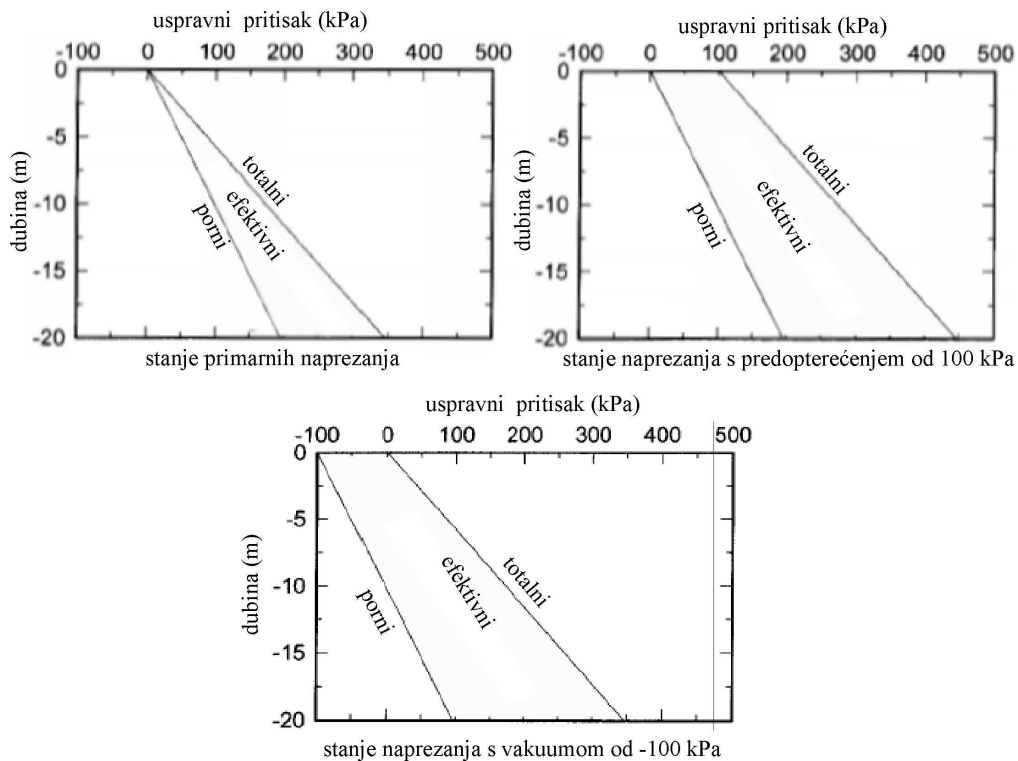 uspravni pritisak (kPa)
-100 0 100 200 300 400 500
0
-5
-10
-15
-20
dubina (m)
totalni
efektivni
porni
stanje primarnih naprezanja
uspravni pritisak (kPa)
-100 0 100 200 300 400 500
0
-5
-10
-15
-20
dubina (m)
totalni
efektivni
porni
stanje naprezanja s predopterećenjem od 100 kPa
uspravni pritisak (kPa)
-100 0 100 200 300 400 500
0
-5
-10
-15
-20
dubina (m)
totalni
efektivni
porni
stanje naprezanja s vakuumom od -100 kPa